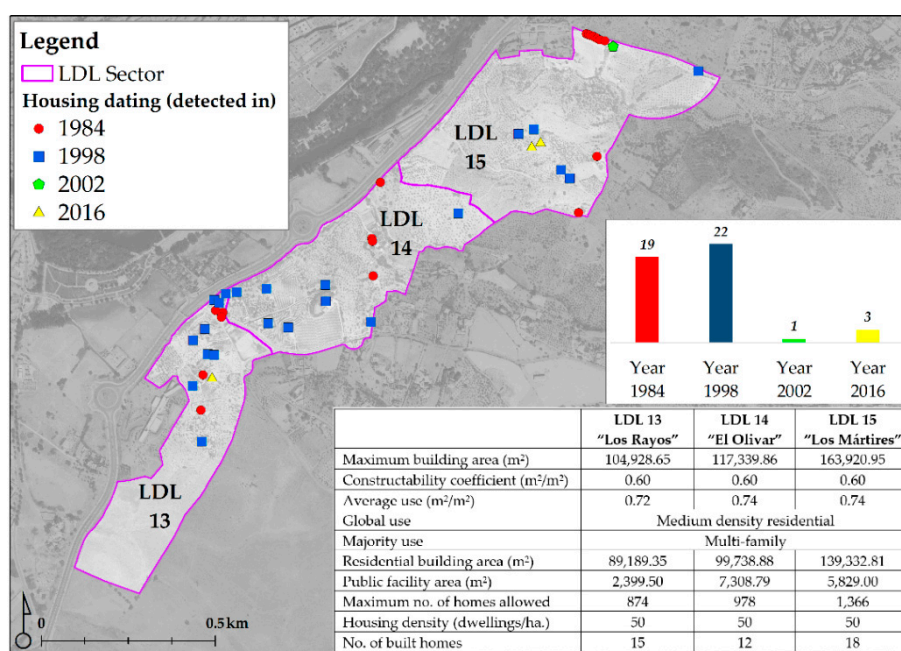 Legend
LDL Sector
Housing dating (detected in)
1984
1998
2002
2016
LDL
15
LDL
14
LDL
13
19
22
1
3
Year
1984
Year
1998
Year
2002
Year
2016
0
0.5 km
LDL 13 LDL 14 LDL 15
"Los Rayos" "El Olivar" "Los Mártires"
Maximum building area (m²) 104,928.65 117,339.86 163,920.95
Constructability coefficient (m²/m²) 0.60 0.60 0.60
Average use (m²/m²) 0.72 0.74 0.74
Global use Medium density residential
Majority use Multi-family
Residential building area (m²) 89,189.35 99,738.88 139,332.81
Public facility area (m²) 2,399.50 7,308.79 5,829.00
Maximum no. of homes allowed 874 978 1,366
Housing density (dwellings/ha.) 50 50 50
No. of built homes 15 12 18